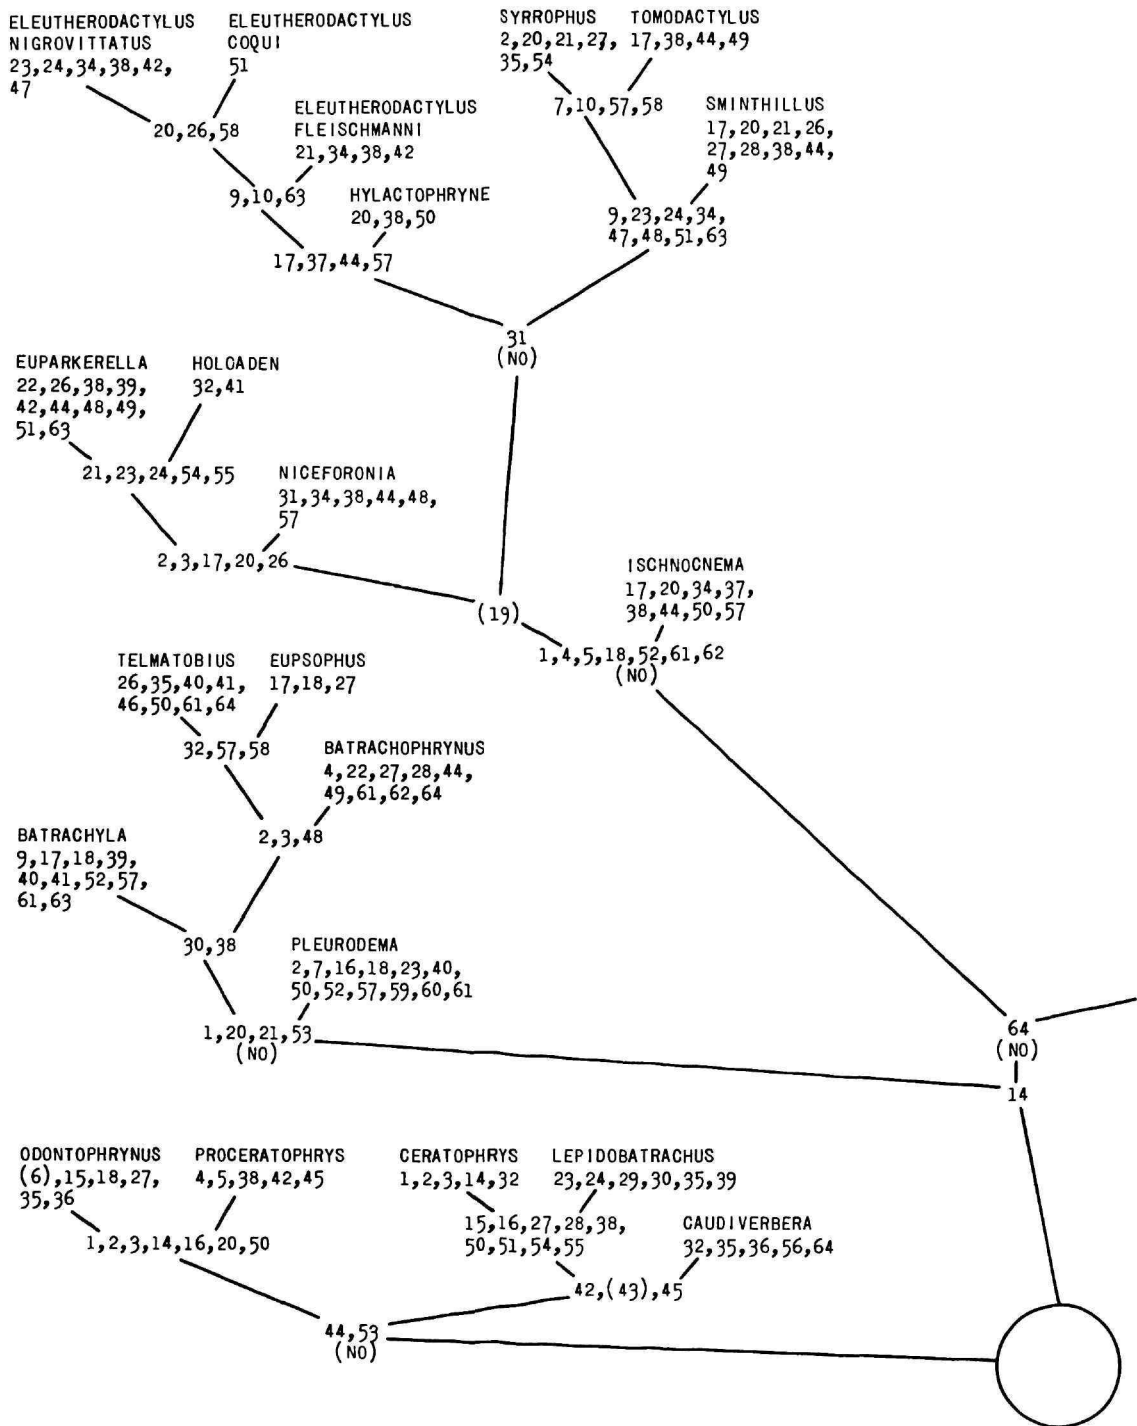 ELEUTHERODACTYLUS
NIGROVITTATUS
23,24,34,38,42,
47
ELEUTHERODACTYLUS
COQUI
51
20,26,58
ELEUTHERODACTYLUS
FLEISCHMANNI
21,34,38,42
9,10,63
HYLACTOPHRYNE
20,38,50
17,37,44,57
SYRROPHUS
2,20,21,27,
35,54
TOMODACTYLUS
17,38,44,49
7,10,57,58
SMINTHILLUS
17,20,21,26,
27,28,38,44,
49
9,23,24,34,
47,48,51,63
31
(NO)
EUPARKERELLA
22,26,38,39,
42,44,48,49,
51,63
HOLOADEN
32,41
21,23,24,54,55
NICEFORONIA
31,34,38,44,48,
57
2,3,17,20,26
(19)
ISCHNOCNEMA
17,20,34,37,
38,44,50,57
1,4,5,18,52,61,62
(NO)
TELMATOBIUS
26,35,40,41,
46,50,61,64
EUPSOPHUS
17,18,27
32,57,58
BATRACHOPHRYNUS
4,22,27,28,44,
49,61,62,64
2,3,48
BATRACHYLA
9,17,18,39,
40,41,52,57,
61,63
30,38
PLEURODEMA
2,7,16,18,23,40,
50,52,57,59,60,61
1,20,21,53
(NO)
64
(NO)
14
ODONTOPHRYNUS
(6),15,18,27,
35,36
PROCERATOPHRYS
4,5,38,42,45
1,2,3,14,16,20,50
CERATOPHRYS
1,2,3,14,32
LEPIDOBATRACHUS
23,24,29,30,35,39
15,16,27,28,38,
50,51,54,55
CAUDIVERBERA
32,35,36,56,64
42,(43),45
44,53
(NO)